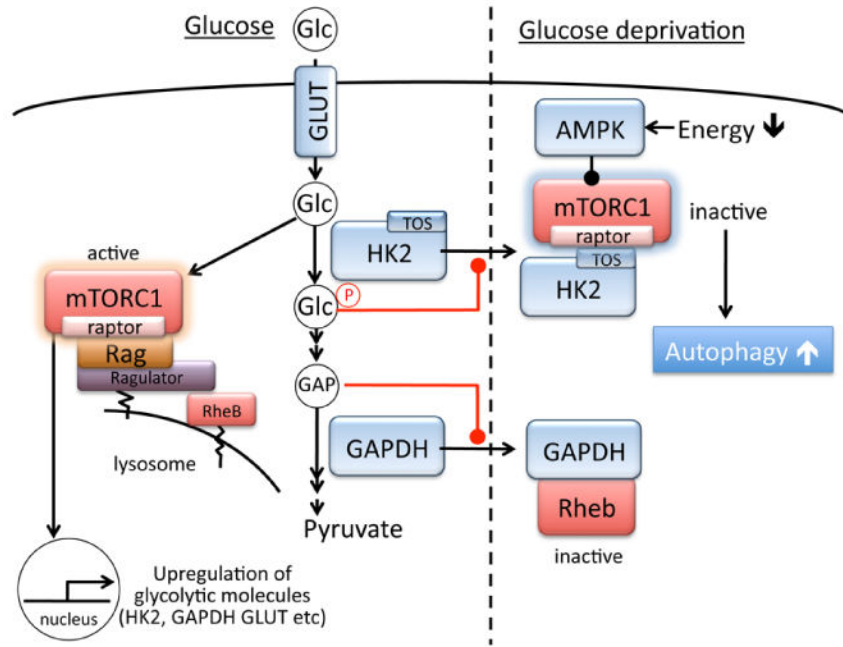 Glucose
Glc
Glucose deprivation
GLUT
AMPK
Energy
Glc
mTORC1
raptor
inactive
TOS
HK2
TOS
HK2
active
mTORC1
raptor
Rag
Ragulator
RheB
lysosome
Glc
P
Autophagy
GAP
GAPDH
GAPDH
Rheb
inactive
Pyruvate
nucleus
Upregulation of
glycolytic molecules
(HK2, GAPDH GLUT etc)